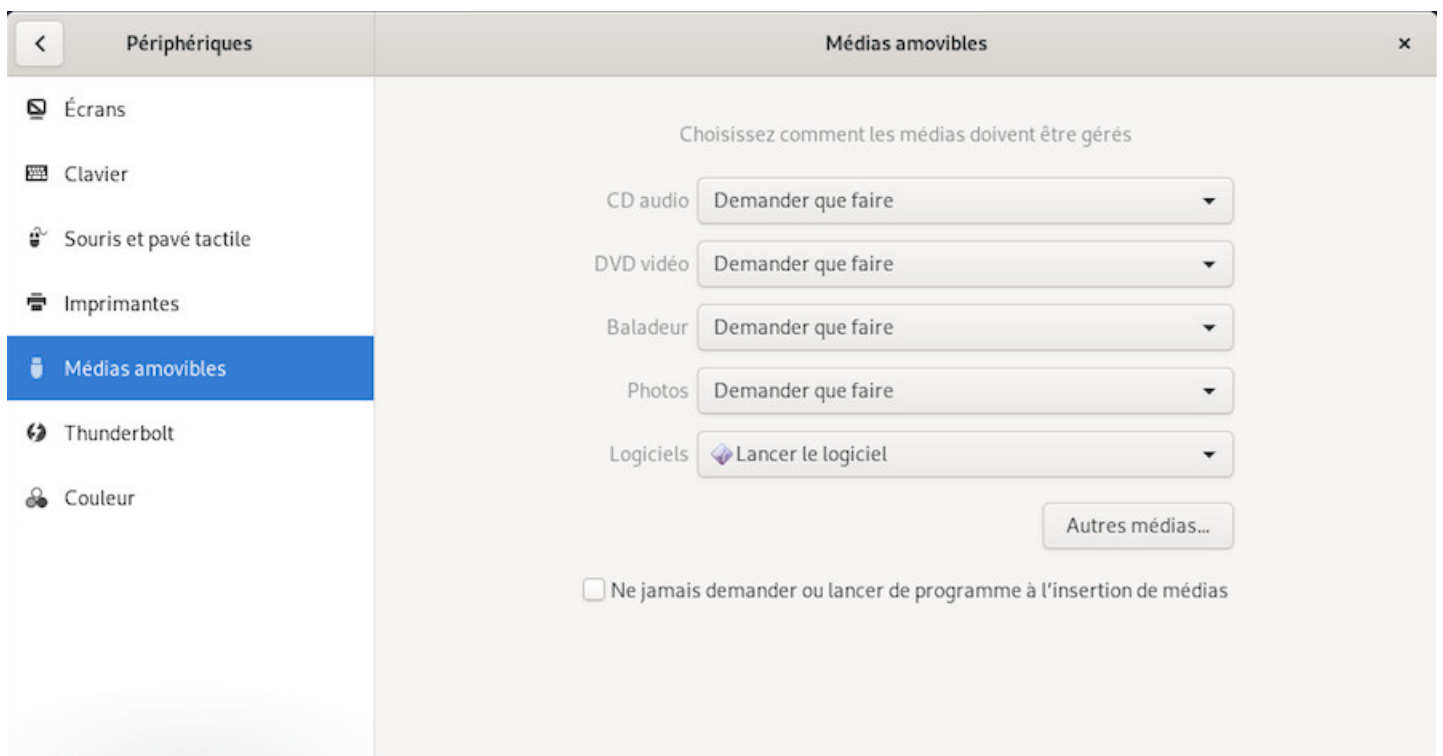 Périphériques
Médias amovibles
Écrans
Clavier
Souris et pavé tactile
Imprimantes
Médias amovibles
Thunderbolt
Couleur
Choisissez comment les médias doivent être gérés
CD audio Demander que faire
DVD vidéo Demander que faire
Baladeur Demander que faire
Photos Demander que faire
Logiciels Lancer le logiciel
Autres médias…
Ne jamais demander ou lancer de programme à l’insertion de médias